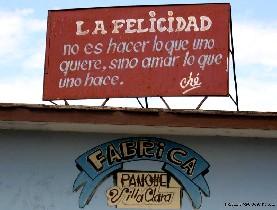 LA FELICIDAD
no es hacer lo que uno
quiere, sino amar lo que
uno hace.
Ché
FABRICA
PANQUE
Villa Clara